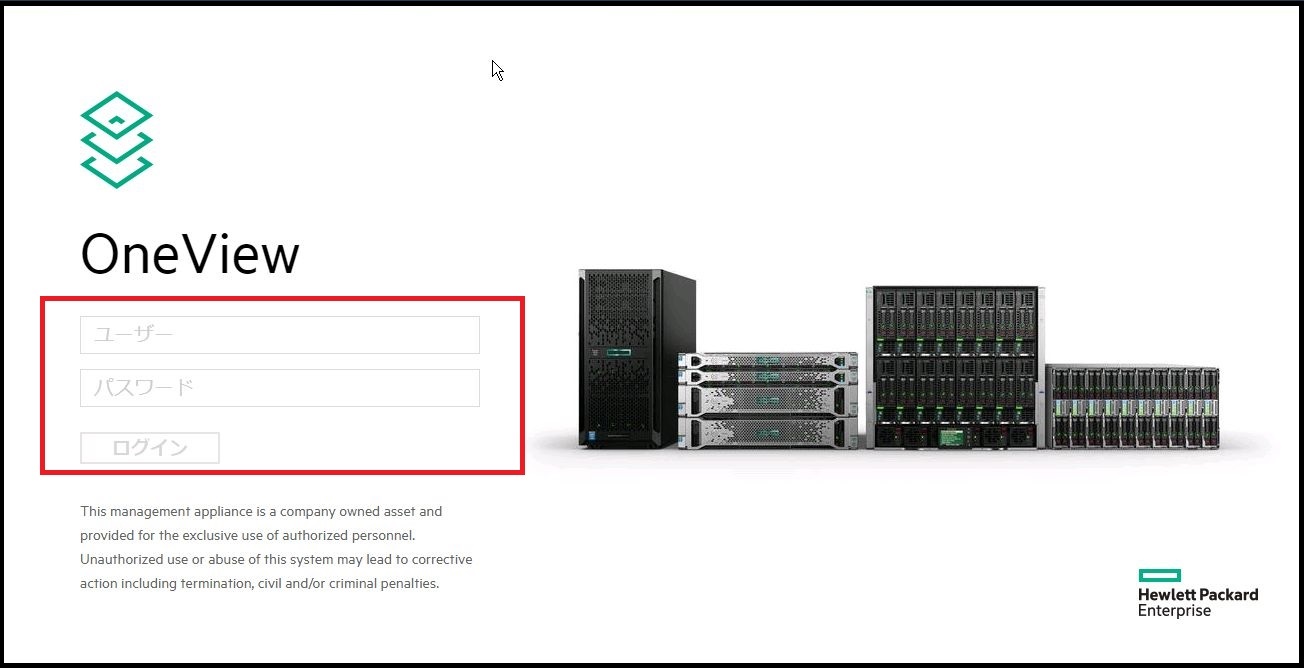 OneView
ユーザー
パスワード
ログイン
This management appliance is a company owned asset and
provided for the exclusive use of authorized personnel.
Unauthorized use or abuse of this system may lead to corrective
action including termination, civil and/or criminal penalties.
Hewlett Packard
Enterprise